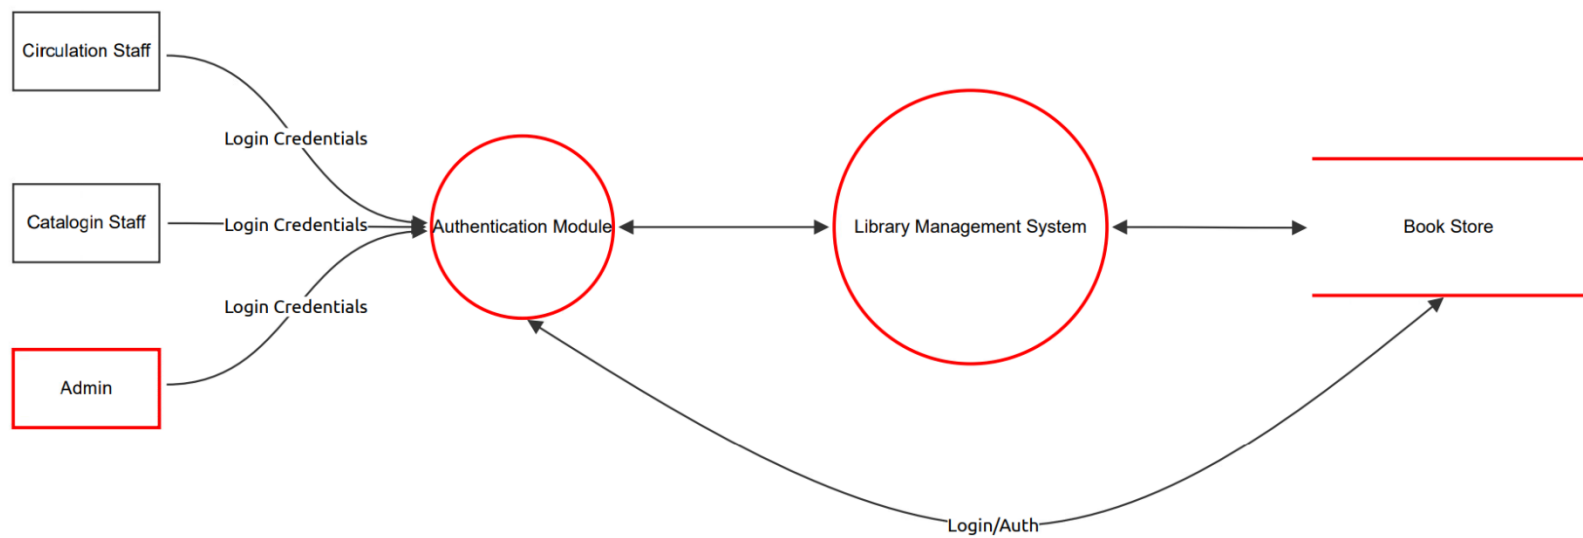 Circulation Staff
Login Credentials
Catalogin Staff
Login Credentials
Authentication Module
Library Management System
Book Store
Login Credentials
Admin
Login/Auth